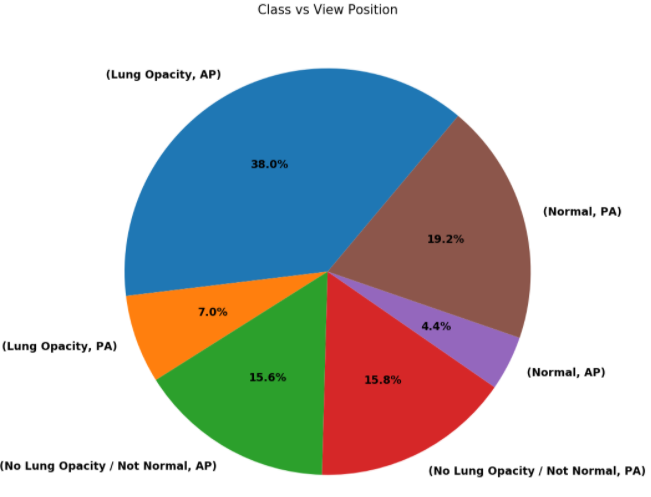 Class vs View Position
(Lung Opacity, AP)
38.0%
(Normal, PA)
19.2%
7.0%
4.4%
(Lung Opacity, PA)
(Normal, AP)
15.6%
15.8%
(No Lung Opacity / Not Normal, AP)
(No Lung Opacity / Not Normal, PA)